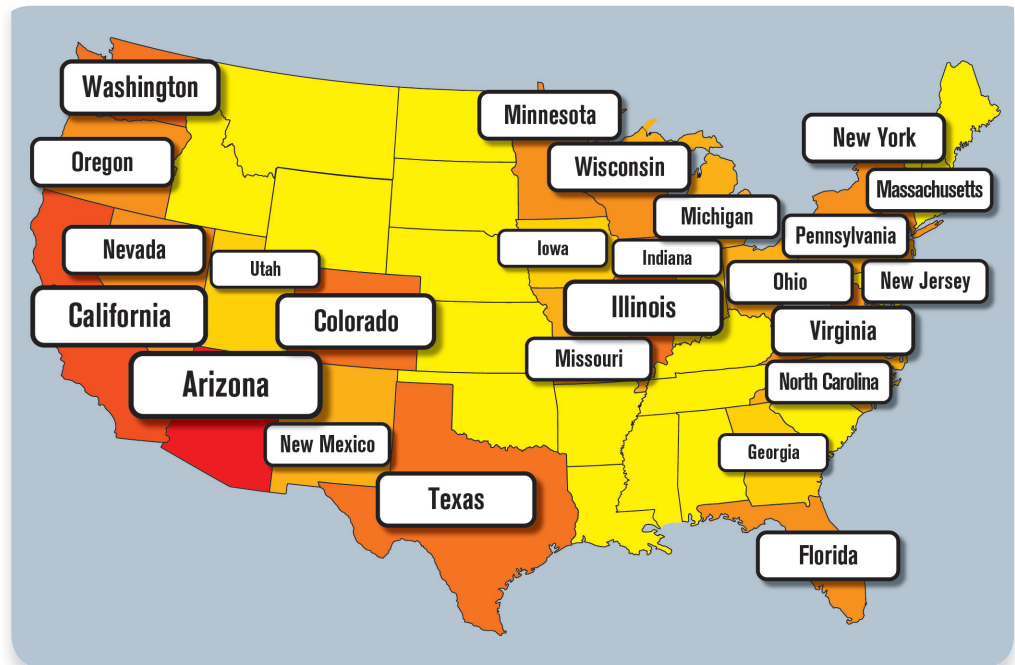 Washington
Minnesota
New York
Oregon
Wisconsin
Massachusetts
Michigan
Pennsylvania
Nevada
Iowa
Indiana
Utah
Ohio
New Jersey
California
Illinois
Colorado
Virginia
Missouri
Arizona
North Carolina
New Mexico
Georgia
Texas
Florida